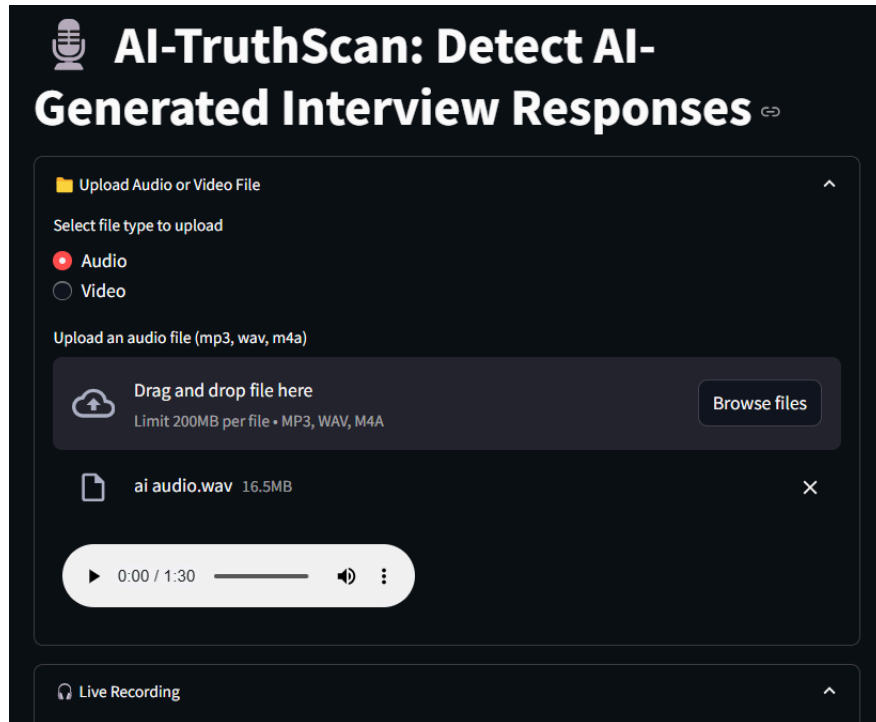 AI-TruthScan: Detect AI-
Generated Interview Responses
Upload Audio or Video File
Select file type to upload
Audio
Video
Upload an audio file (mp3, wav, m4a)
Drag and drop file here
Limit 200MB per file • MP3, WAV, M4A
Browse files
ai audio.wav 16.5MB
0:00 / 1:30
Live Recording